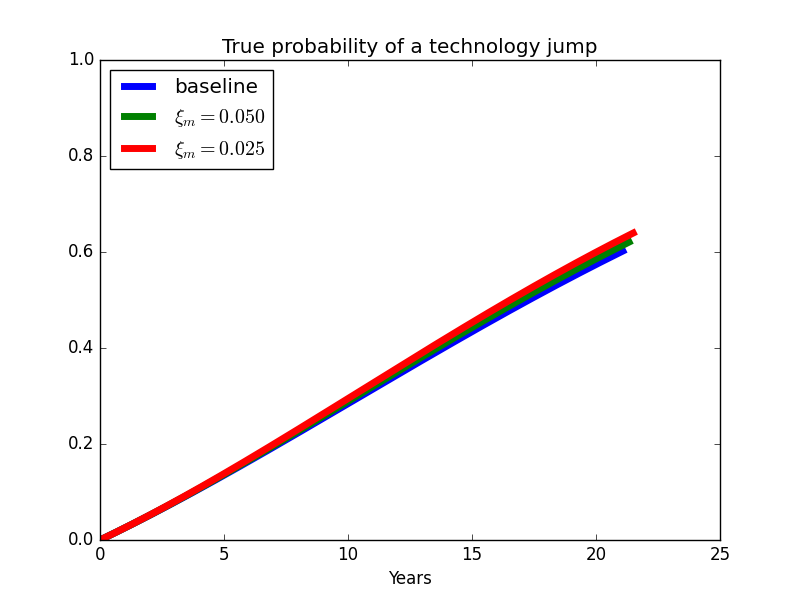 True probability of a technology jump
1.0
baseline
ξm = 0.050
ξm = 0.025
0.8
0.6
0.4
0.2
0.0
0 5 10 15 20 25
Years